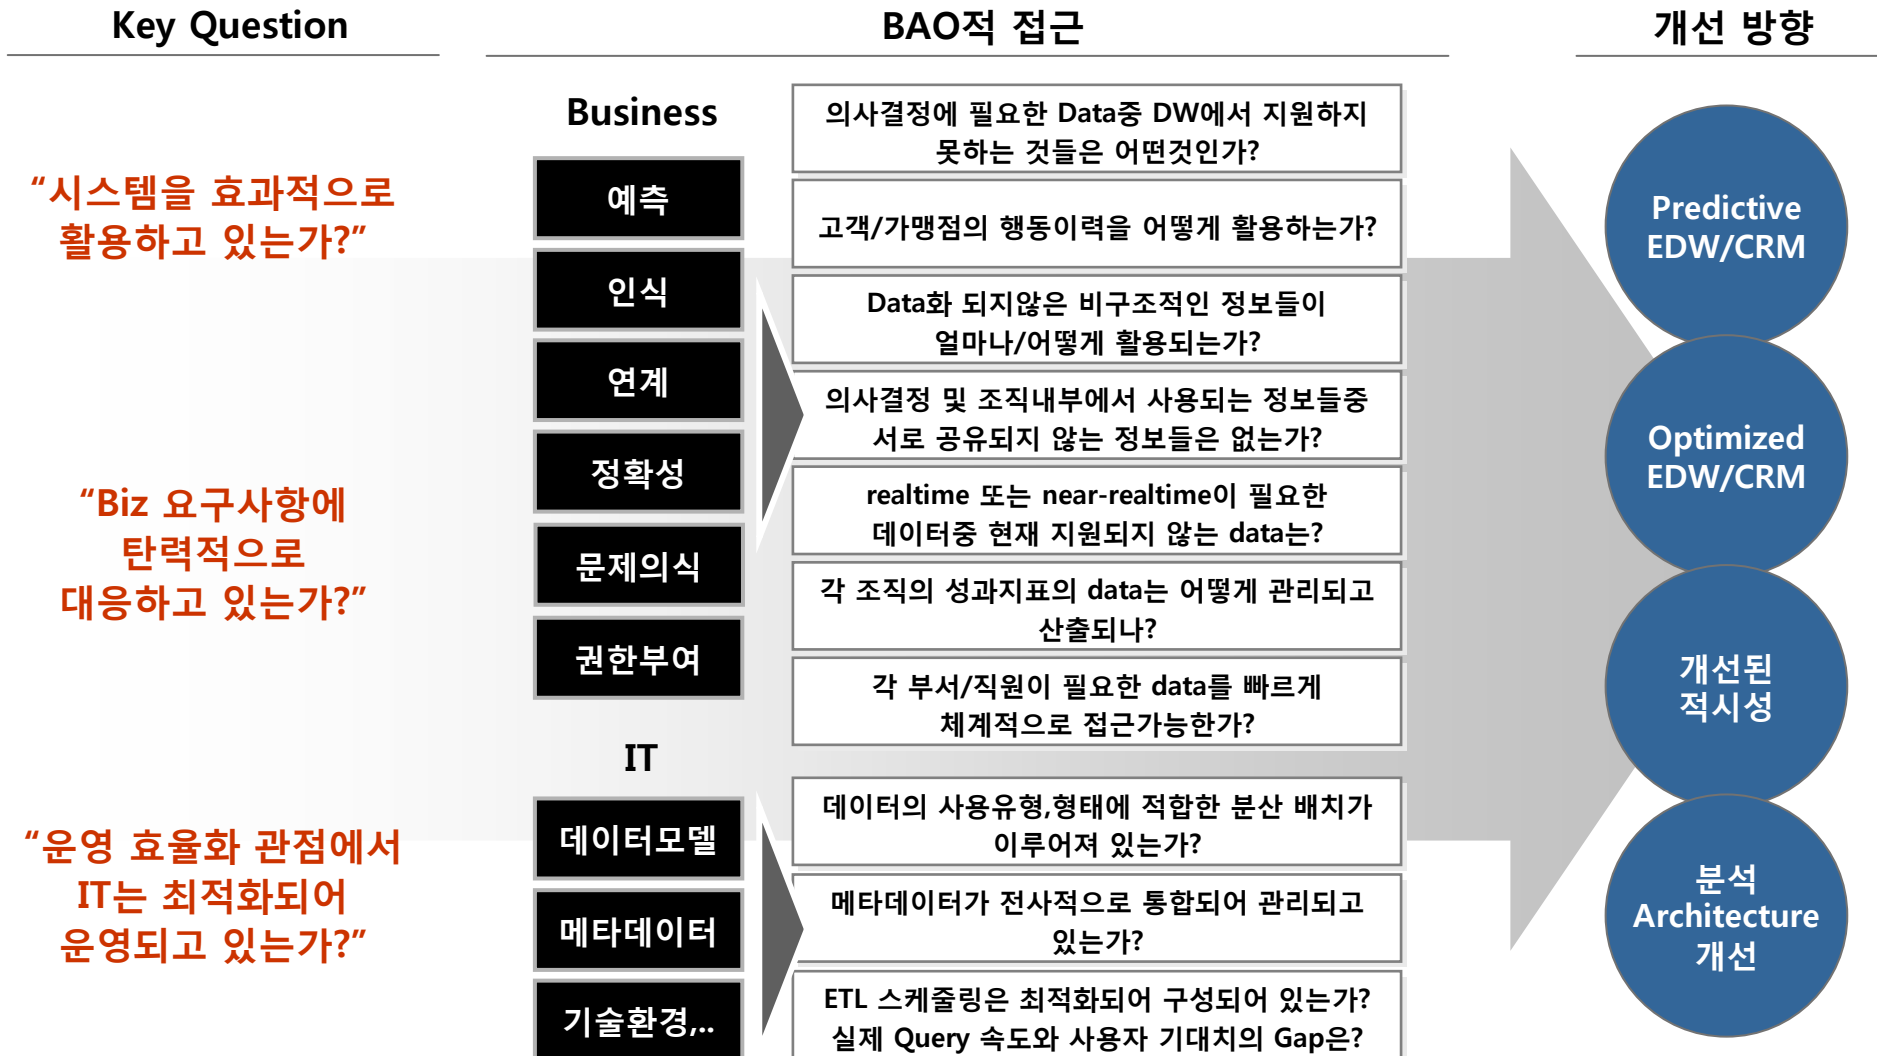 Key Question
BAO적 접근
개선 방향
“시스템을 효과적으로
활용하고 있는가?”
“Biz 요구사항에
탄력적으로
대응하고 있는가?”
“운영 효율화 관점에서
IT는 최적화되어
운영되고 있는가?”
Business
예측
인식
연계
정확성
문제의식
권한부여
IT
데이터모델
메타데이터
기술환경,..
의사결정에 필요한 Data중 DW에서 지원하지
못하는 것들은 어떤것인가?
고객/가맹점의 행동이력을 어떻게 활용하는가?
Data화 되지않은 비구조적인 정보들이
얼마나/어떻게 활용되는가?
의사결정 및 조직내부에서 사용되는 정보들중
서로 공유되지 않는 정보들은 없는가?
realtime 또는 near-realtime이 필요한
데이터중 현재 지원되지 않는 data는?
각 조직의 성과지표의 data는 어떻게 관리되고
산출되나?
각 부서/직원이 필요한 data를 빠르게
체계적으로 접근가능한가?
데이터의 사용유형,형태에 적합한 분산 배치가
이루어져 있는가?
메타데이터가 전사적으로 통합되어 관리되고
있는가?
ETL 스케줄링은 최적화되어 구성되어 있는가?
실제 Query 속도와 사용자 기대치의 Gap은?
Predictive
EDW/CRM
Optimized
EDW/CRM
개선된
적시성
분석
Architecture
개선